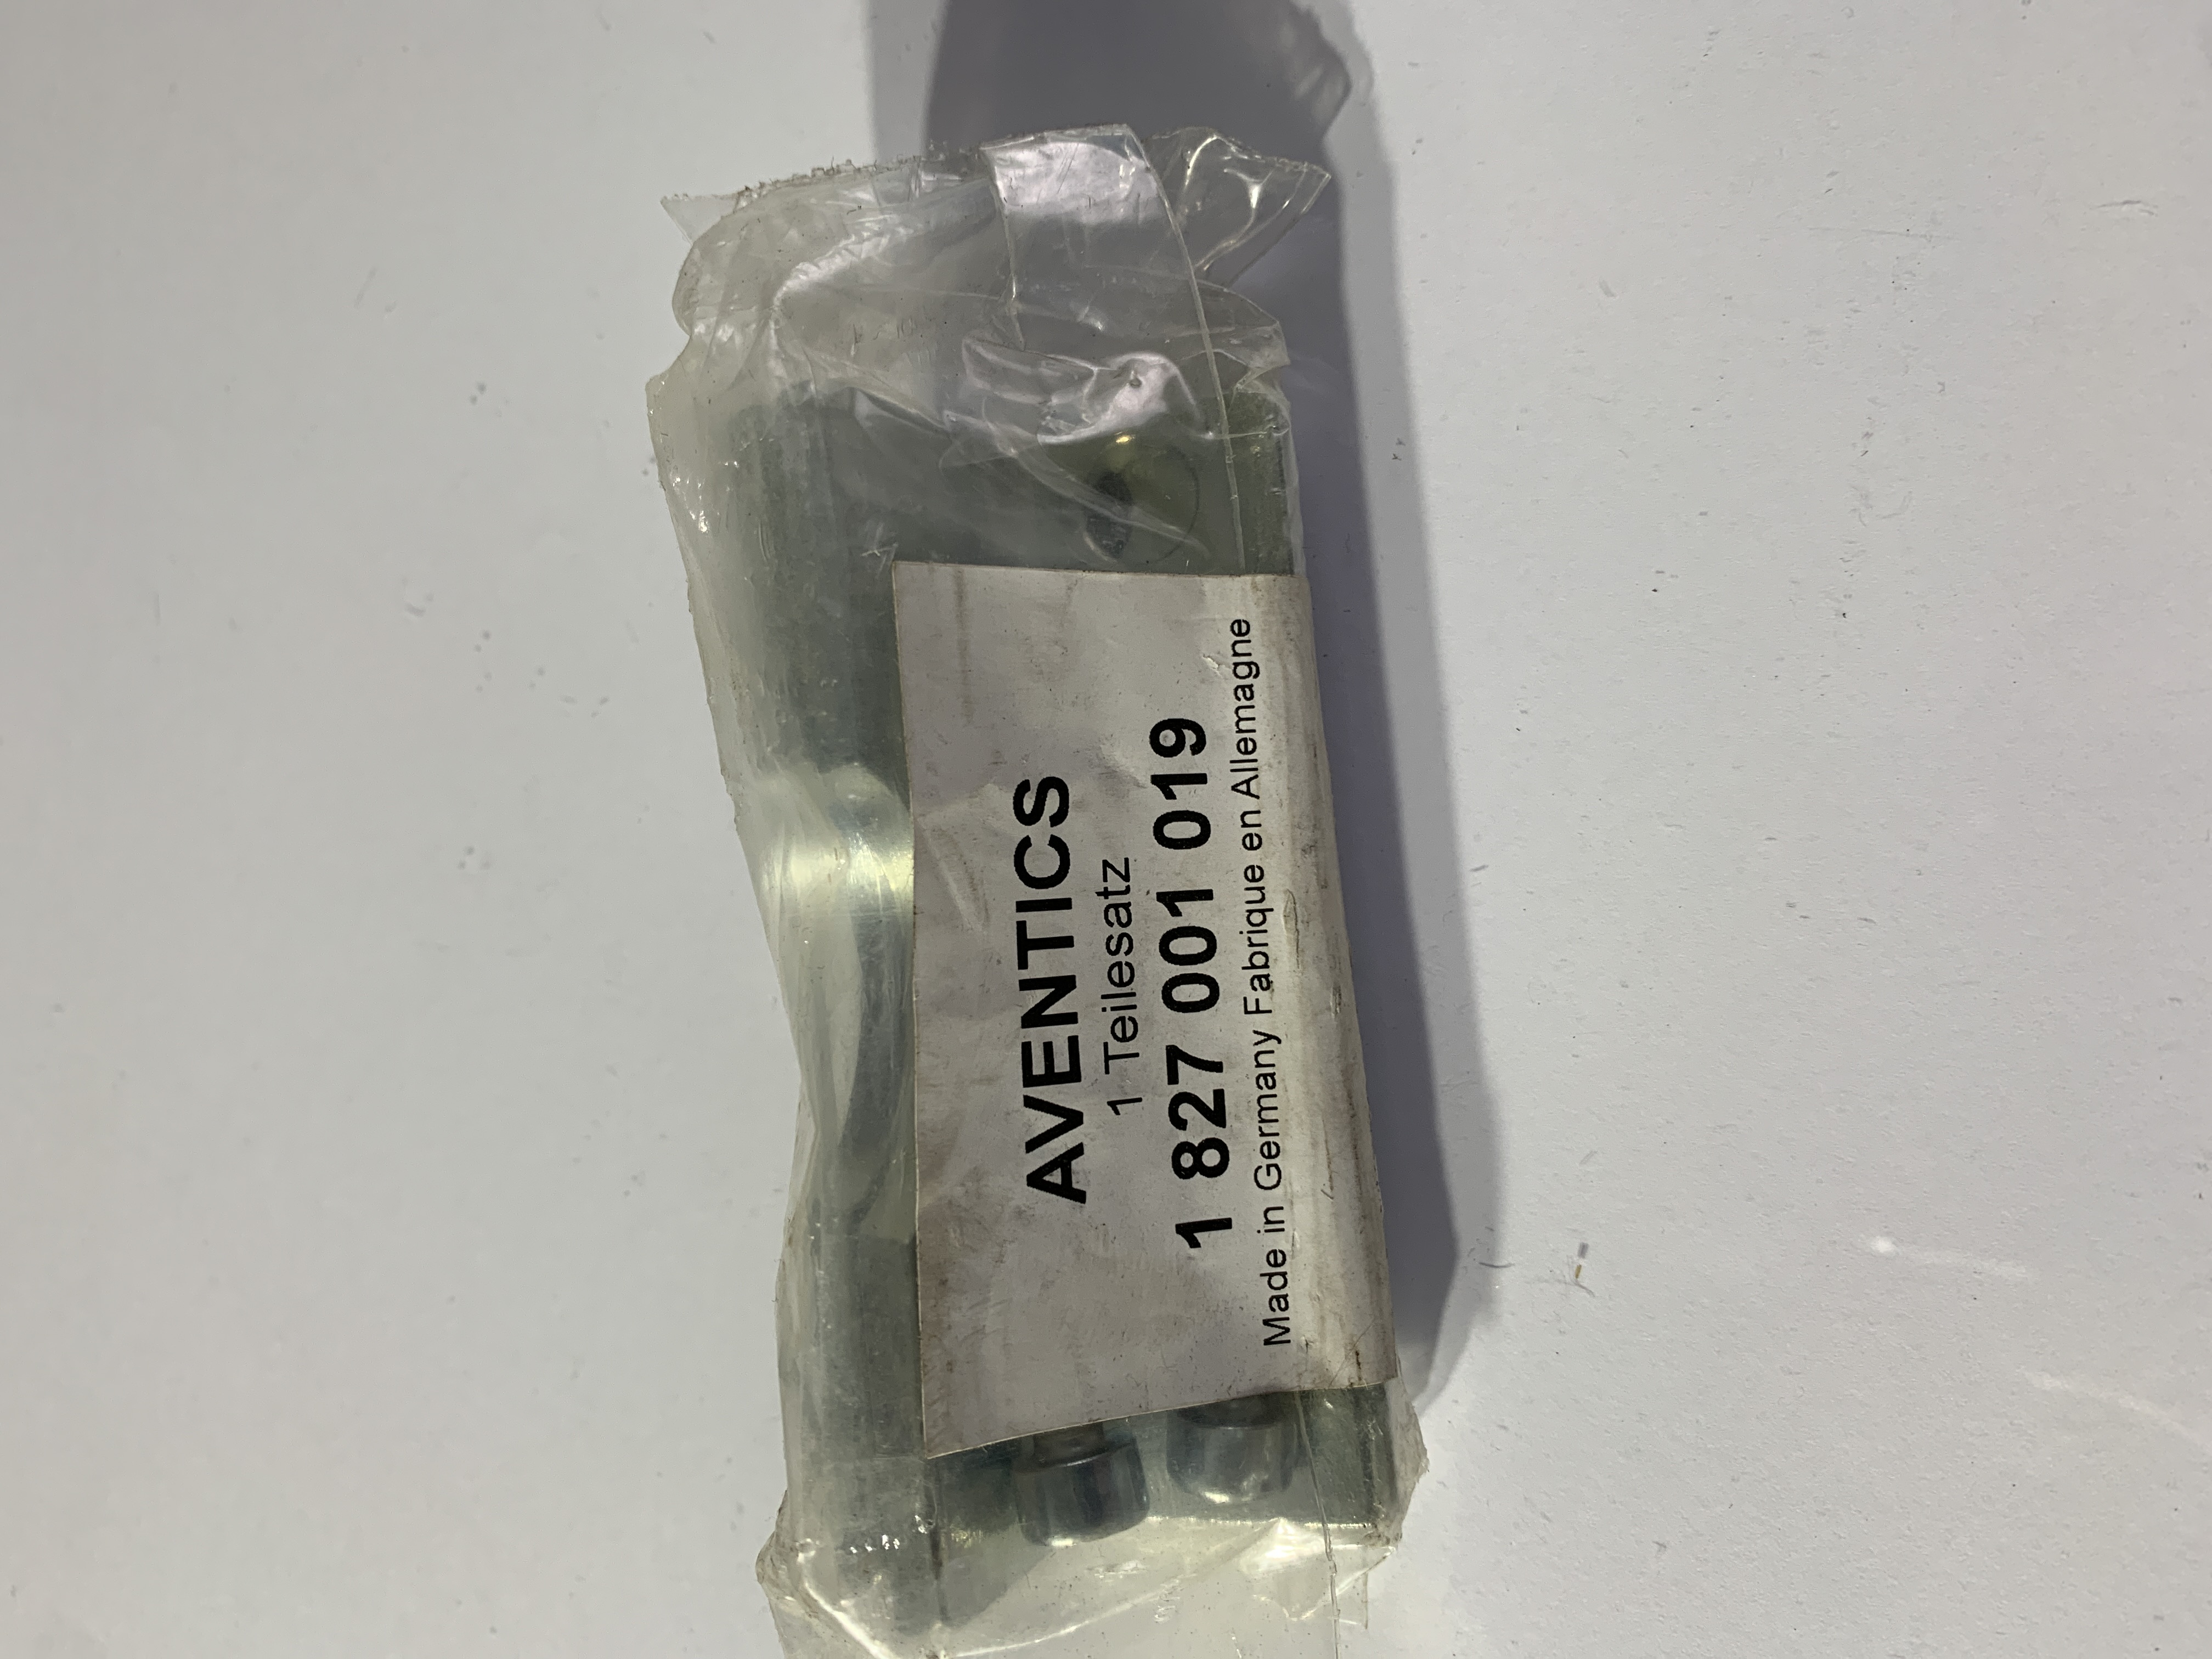 AVENTICS
1 Teilesatz
1 827 001 019
Made in Germany Fabrique en Allemagne